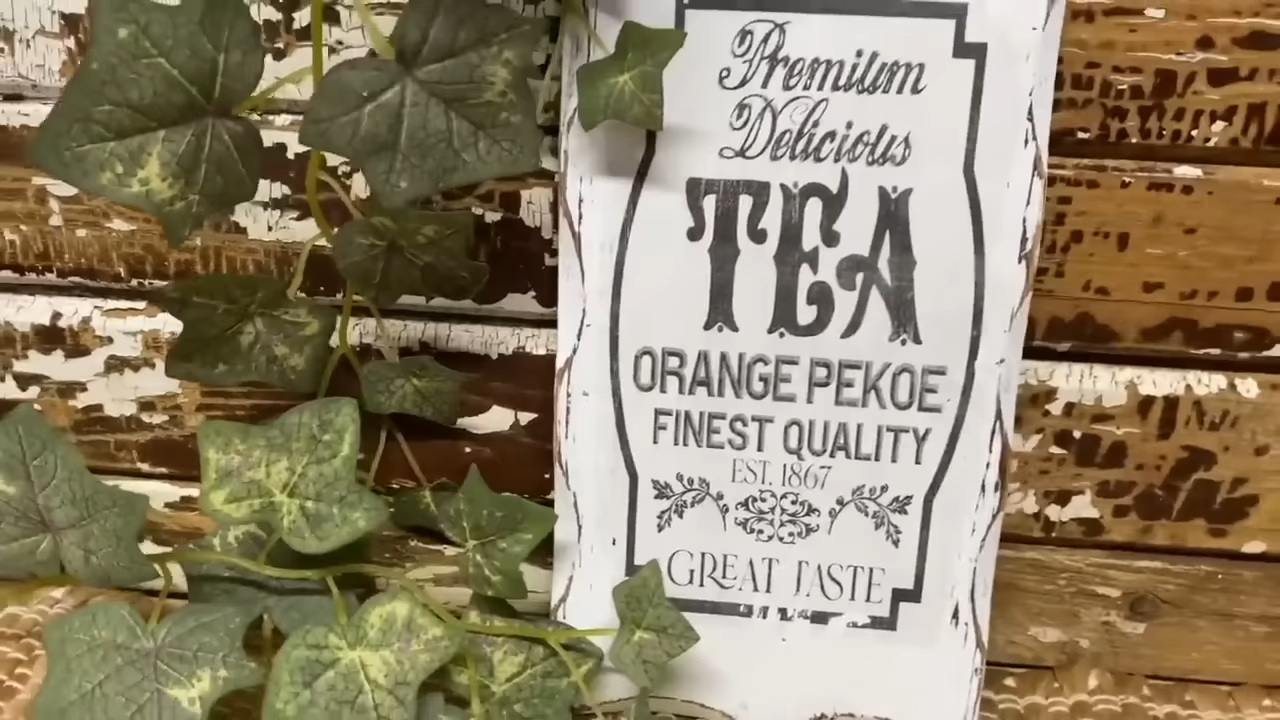 Premium
Delicious
TEA
ORANGE PEKOE
FINEST QUALITY
EST. 1867
GREAT TASTE